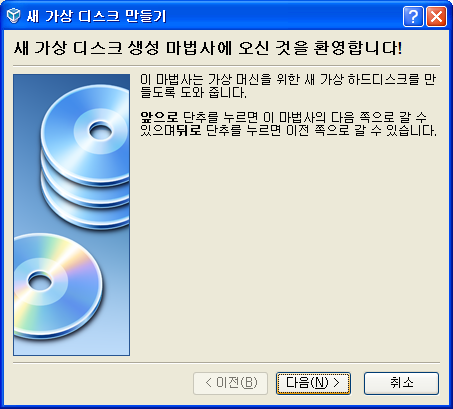 새 가상 디스크 만들기
새 가상 디스크 생성 마법사에 오신 것을 환영합니다!
이 마법사는 가상 머신을 위한 새 가상 하드디스크를 만
들도록 도와 줍니다.
앞으로 단추를 누르면 이 마법사의 다음 쪽으로 갈 수
있으며뒤로 단추를 누르면 이전 쪽으로 갈 수 있습니다.
< 이전(B)
다음(N) >
취소